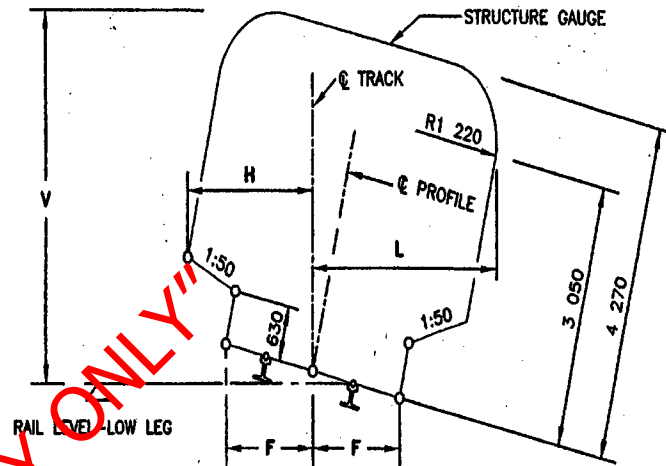 STRUCTURE GAUGE
℄ TRACK
R1 220
H
℄ PROFILE
V
L
1:50
1:50
630
3 050
4 270
RAIL LEVEL-LOW LEG
F
F
Y ONLY"